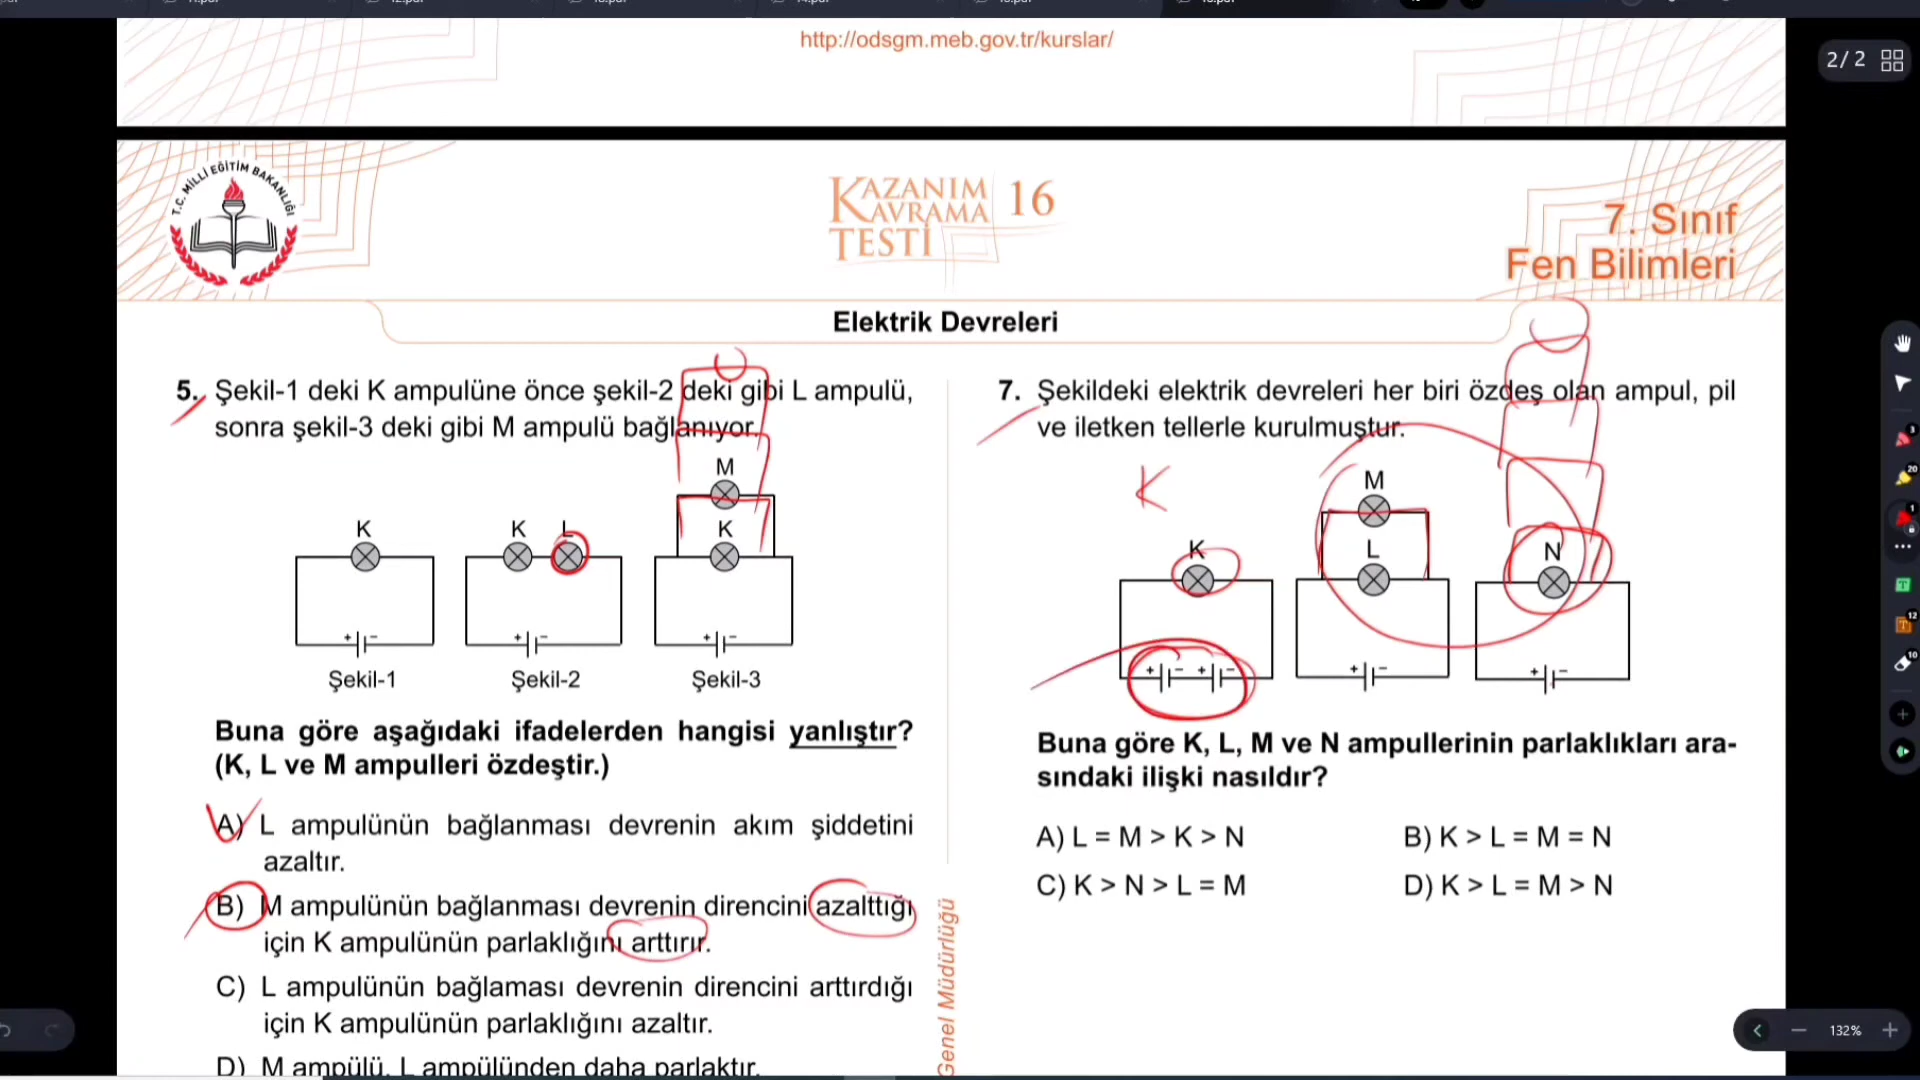 http://odsgm.meb.gov.tr/kurslar/
2/ 2
T.C. MİLLİ EĞİTİM BAKANLIĞI
KAZANIM
KAVRAMA
TESTİ
16
7. Sınıf
Fen Bilimleri
Elektrik Devreleri
5. Şekil-1 deki K ampulüne önce şekil-2 deki gibi L ampulü,
sonra şekil-3 deki gibi M ampulü bağlanıyor.
M
K
K L
K
+ -
+ -
+ -
Şekil-1
Şekil-2
Şekil-3
Buna göre aşağıdaki ifadelerden hangisi yanlıştır?
(K, L ve M ampulleri özdeştir.)
A) L ampulünün bağlanması devrenin akım şiddetini
azaltır.
B) M ampulünün bağlanması devrenin direncini azalttığı
için K ampulünün parlaklığını arttırır.
C) L ampulünün bağlaması devrenin direncini arttırdığı
için K ampulünün parlaklığını azaltır.
D) M ampülü, L ampülünden daha parlaktır.
Genel Müdürlüğü
7. Şekildeki elektrik devreleri her biri özdeş olan ampul, pil
ve iletken tellerle kurulmuştur.
K
M
K
L
N
+ - + -
+ -
+ -
Buna göre K, L, M ve N ampullerinin parlaklıkları ara-
sındaki ilişki nasıldır?
A) L = M > K > N
B) K > L = M = N
C) K > N > L = M
D) K > L = M > N
132%